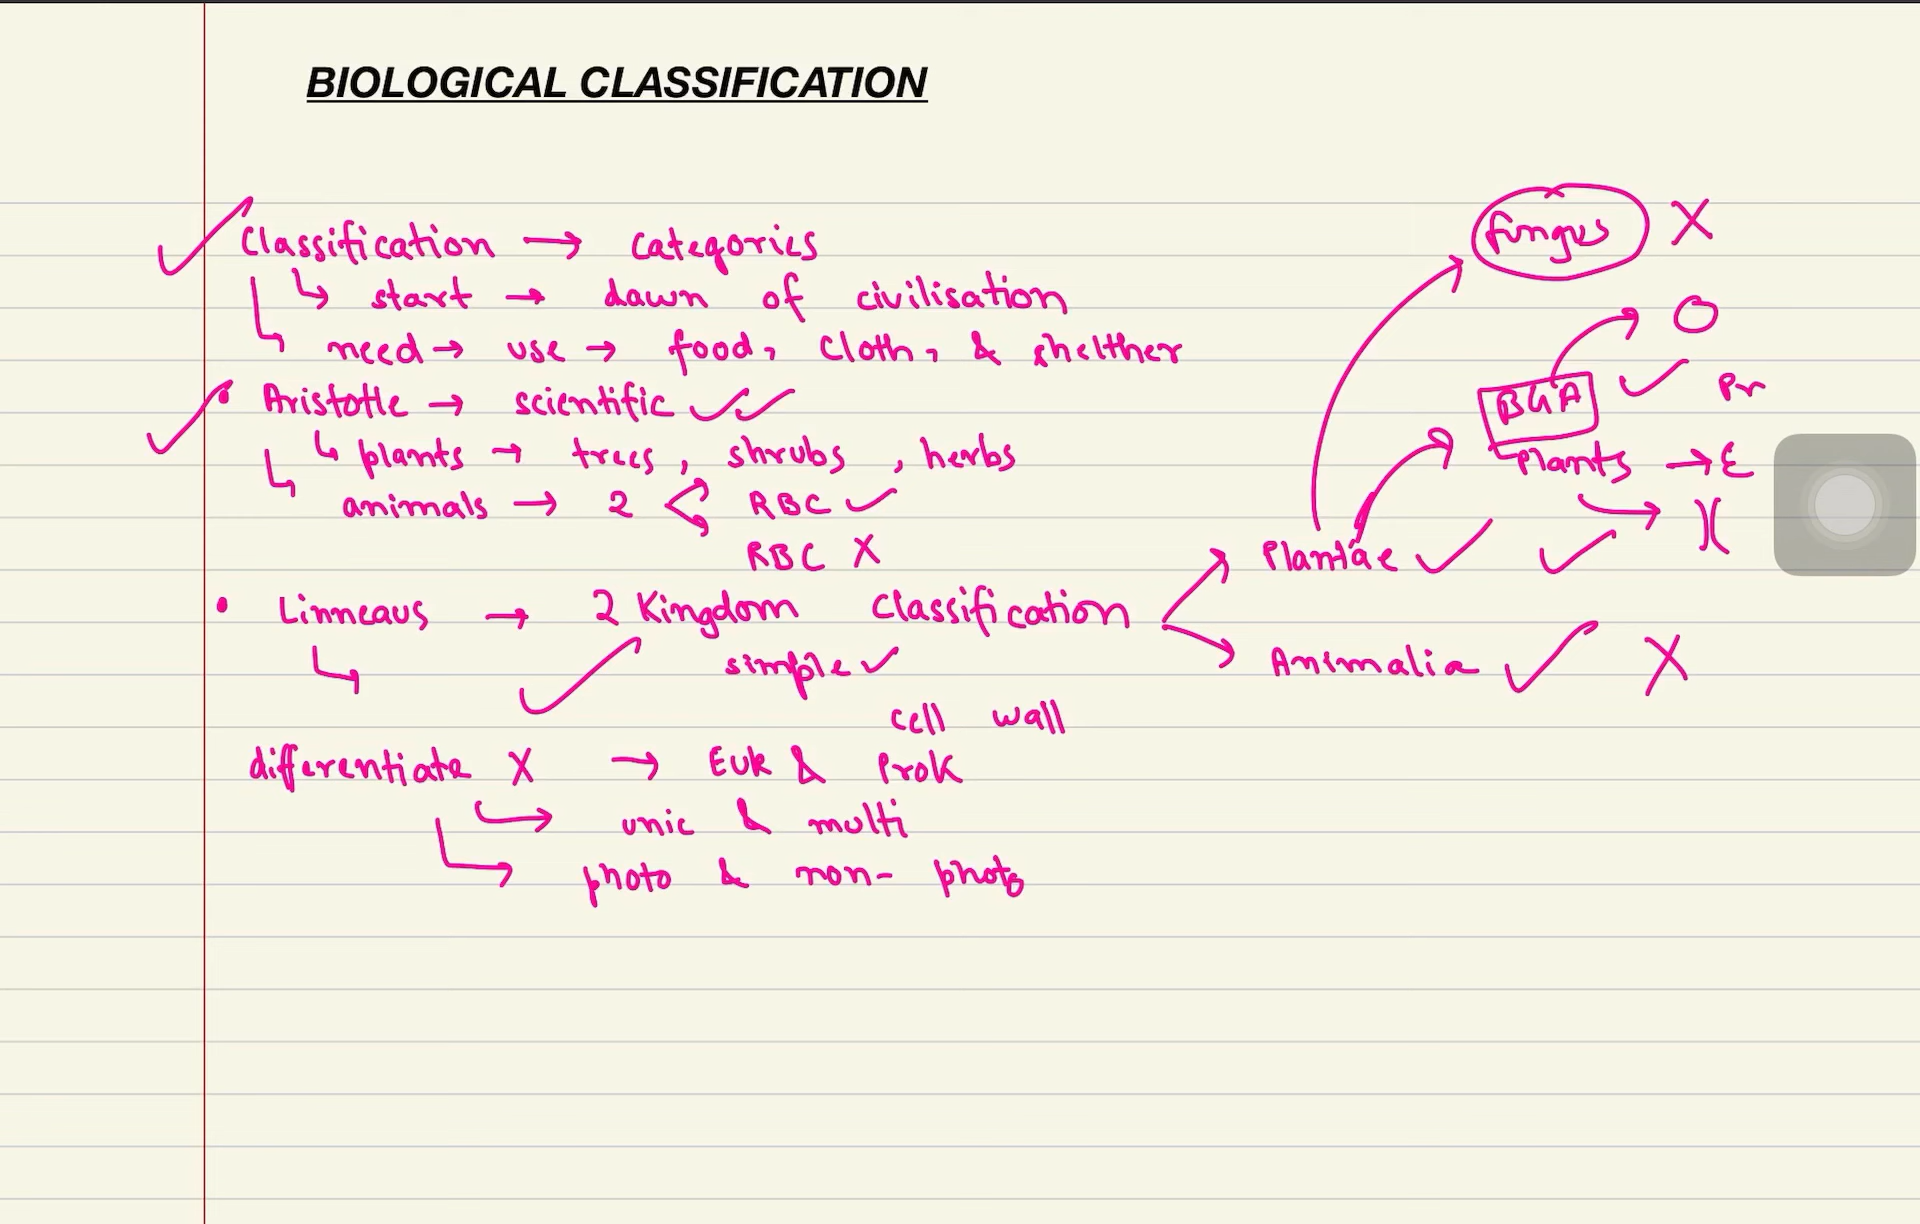 BIOLOGICAL CLASSIFICATION
Classification → categories
↳ start → dawn of civilisation
↳ need → use → food, cloth, & shelther
• Aristotle → scientific ✓✓
↳ plants → trees, shrubs, herbs
↳ animals → 2 RBC ✓
RBC X
• Linneaus → 2 Kingdom Classification
simple ✓
cell wall
differentiate X → Euk & Prok
↳ unic & multi
↳ photo & non- photo
fungus X
BGA ✓ Pr
Plants → E
Plantae ✓ ✓
Animalia ✓ X